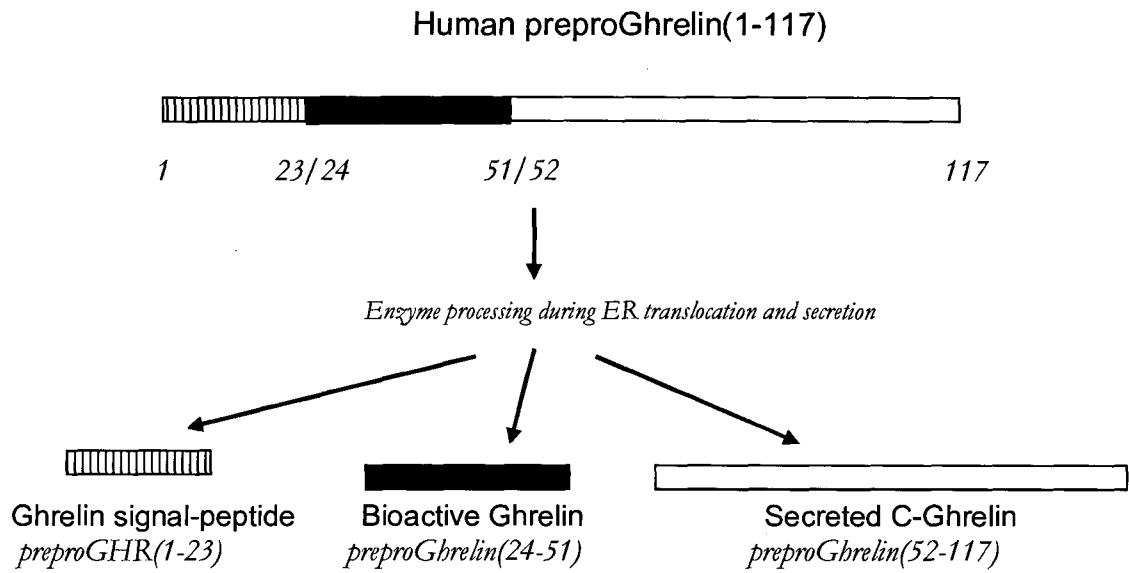 Human preproGhrelin(1-117)
1 23/24 51/52 117
Enzyme processing during ER translocation and secretion
Ghrelin signal-peptide Bioactive Ghrelin Secreted C-Ghrelin
preproGHR(1-23) preproGhrelin(24-51) preproGhrelin(52-117)